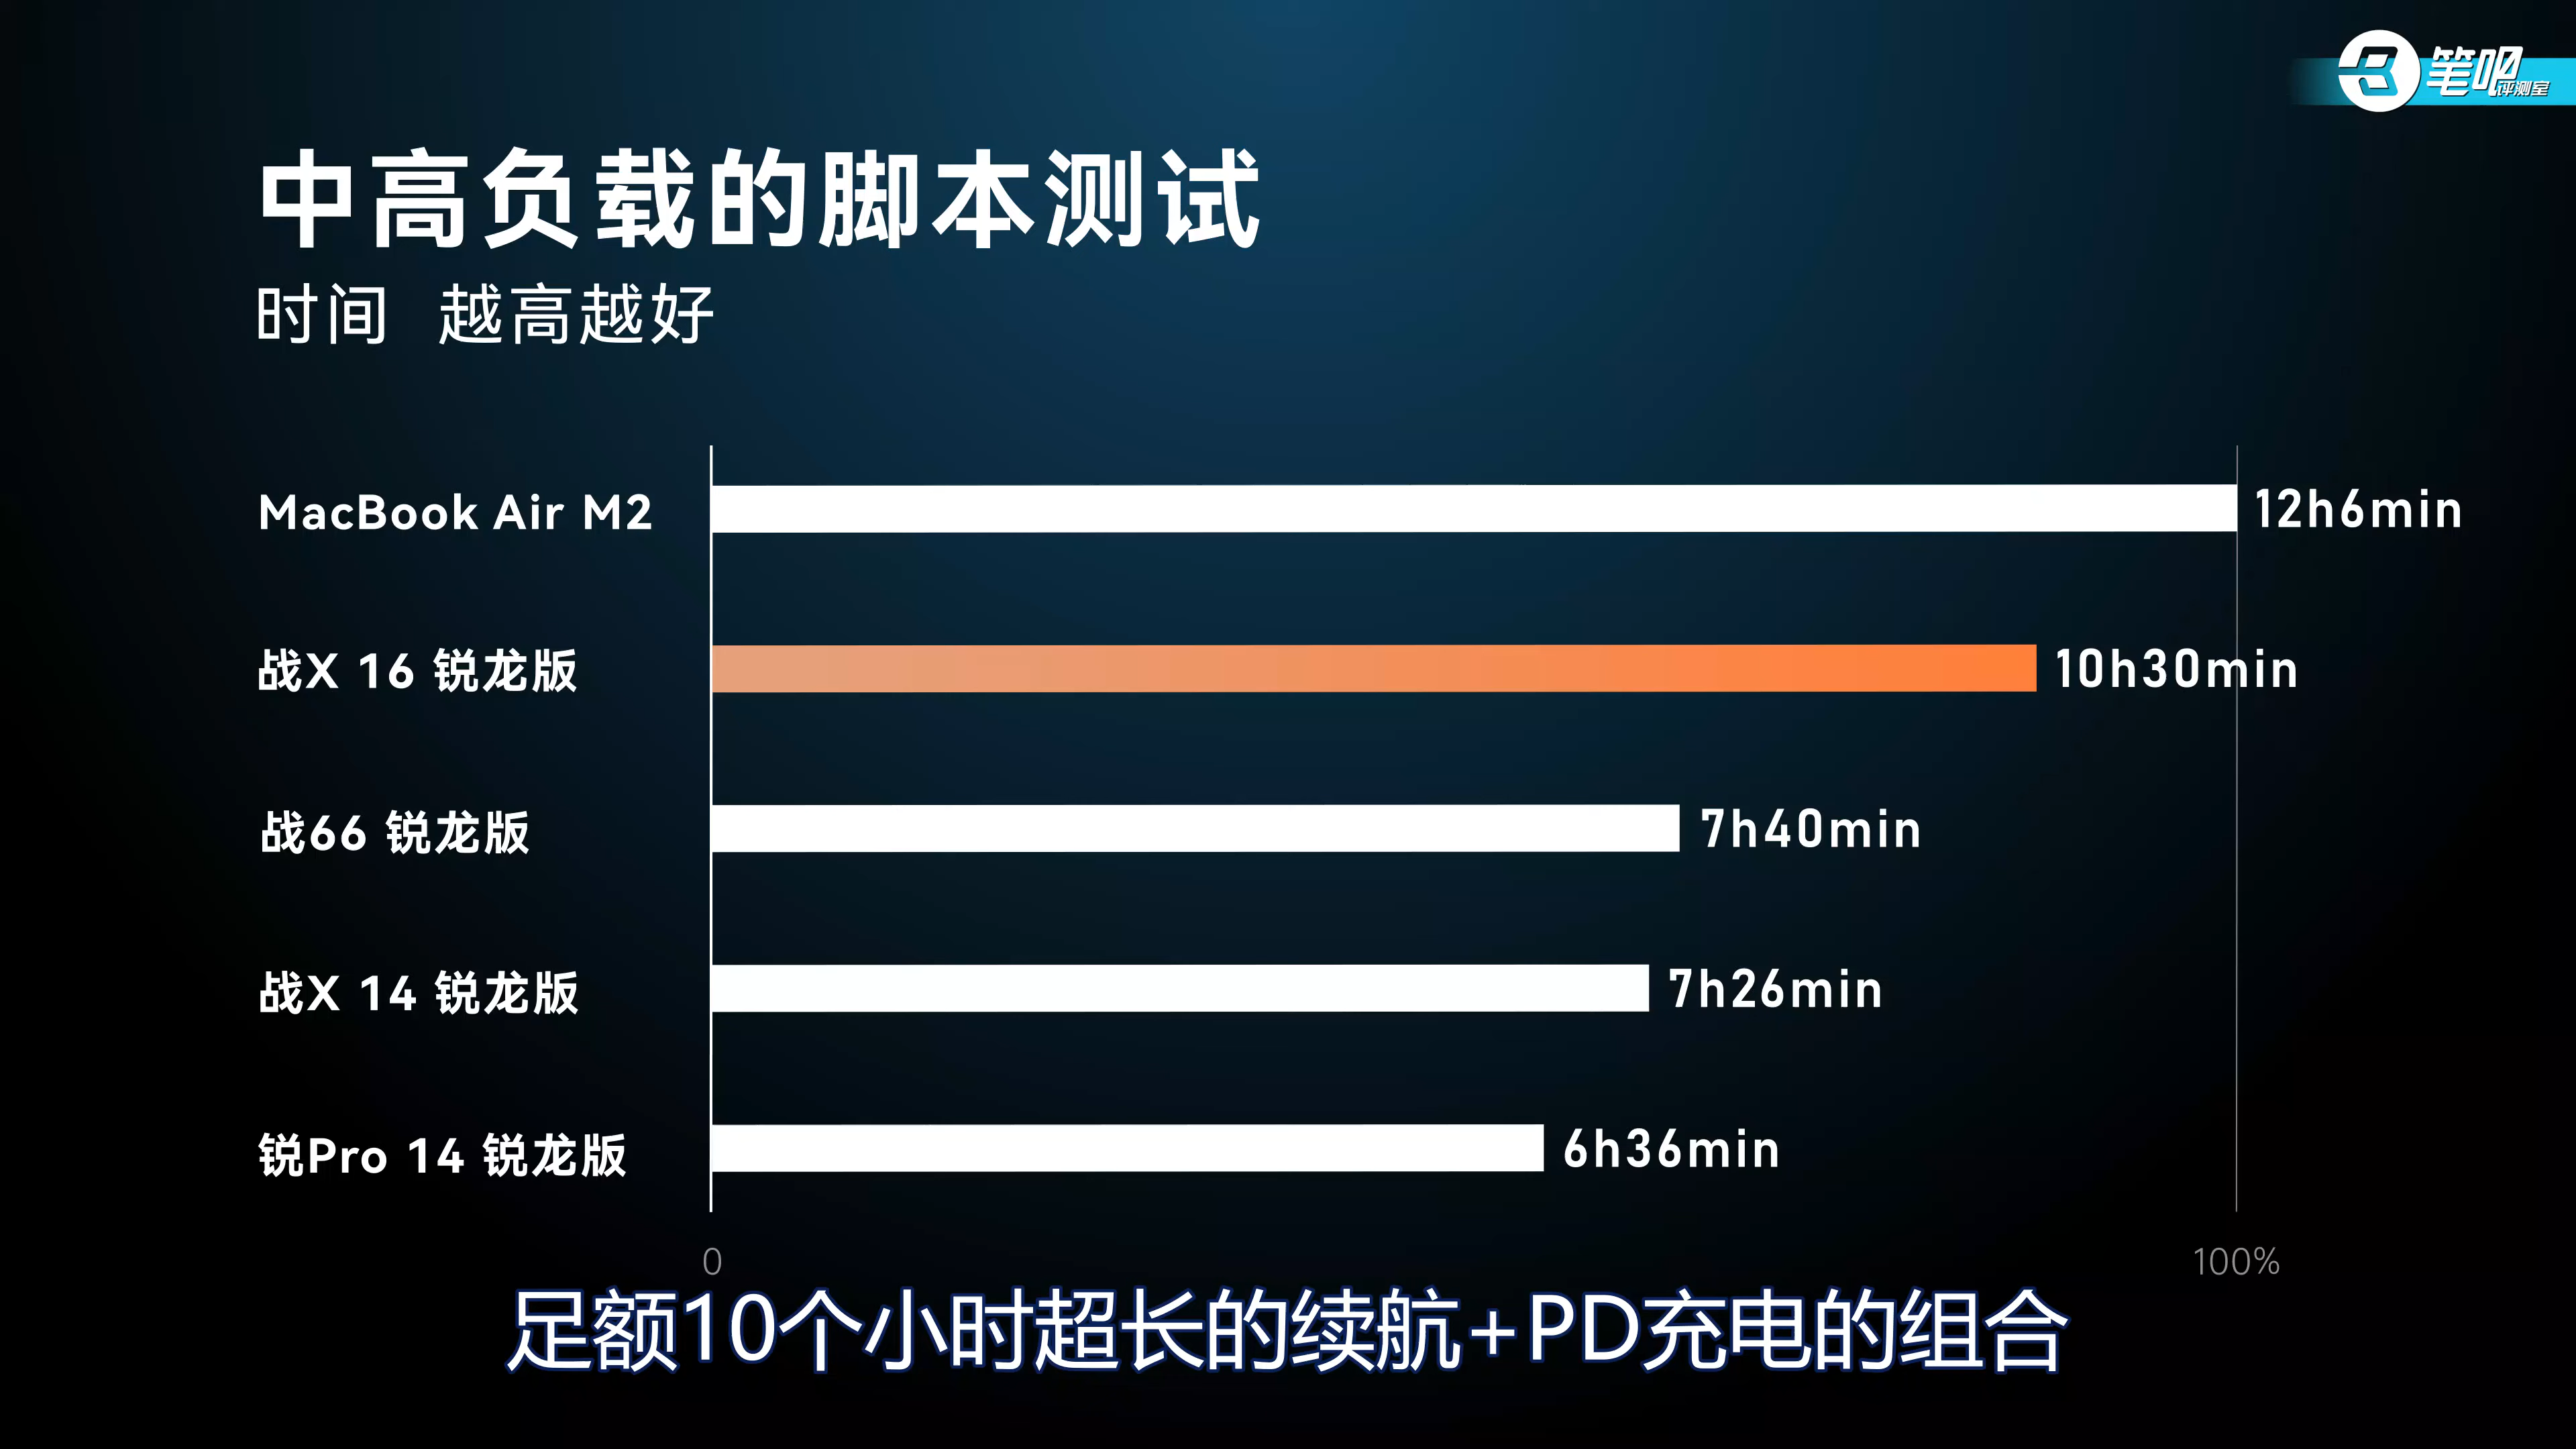 笔吧评测室
中高负载的脚本测试
时间 越高越好
MacBook Air M2 12h6min
战X 16 锐龙版 10h30min
战66 锐龙版 7h40min
战X 14 锐龙版 7h26min
锐Pro 14 锐龙版 6h36min
0 100%
足额10个小时超长的续航+PD充电的组合